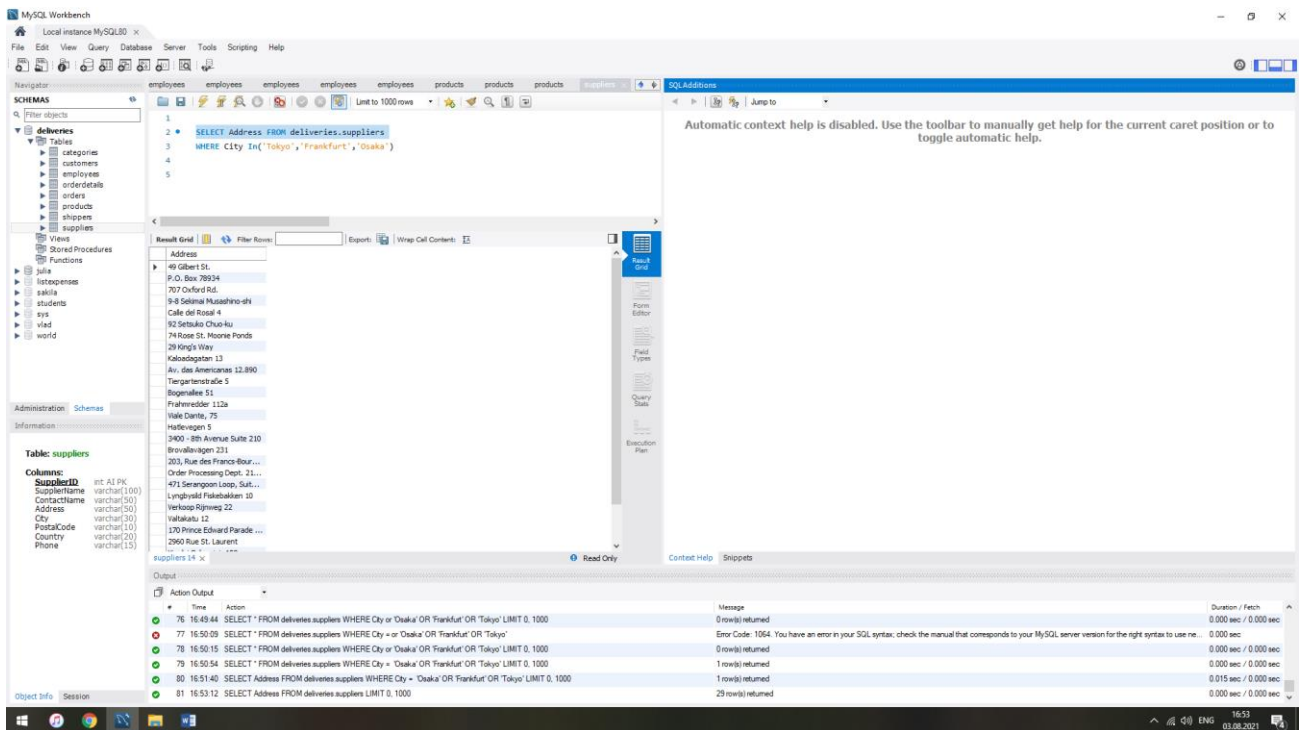 MySQL Workbench
Local instance MySQL80 ×
File Edit View Query Database Server Tools Scripting Help
Navigator
SCHEMAS
Filter objects
deliveries
Tables
categories
customers
employees
orderdetails
orders
products
shippers
suppliers
Views
Stored Procedures
Functions
julia
listexpenses
sakila
students
sys
vlad
world
Administration Schemas
Information
Table: suppliers
Columns:
SupplierID int AI PK
SupplierName varchar(100)
ContactName varchar(50)
Address varchar(50)
City varchar(30)
PostalCode varchar(10)
Country varchar(20)
Phone varchar(15)
Object Info Session
employees employees employees employees employees products products products suppliers ×
Limit to 1000 rows
1
2 SELECT Address FROM deliveries.suppliers
3 WHERE City In('Tokyo','Frankfurt','Osaka')
4
5
Result Grid Filter Rows: Export: Wrap Cell Content:
Address
49 Gilbert St.
P.O. Box 78934
707 Oxford Rd.
9-8 Sekimai Musashino-shi
Calle del Rosal 4
92 Setsuko Chuo-ku
74 Rose St. Moonie Ponds
29 King's Way
Kaloadagatan 13
Av. das Americanas 12.890
Tiergartenstraße 5
Bogenallee 51
Frahmredder 112a
Viale Dante, 75
Hatlevegen 5
3400 - 8th Avenue Suite 210
Brovallavägen 231
203, Rue des Francs-Bour...
Order Processing Dept. 21...
471 Serangoon Loop, Suit...
Lyngbysild Fiskebakken 10
Verkoop Rijnweg 22
Valtakatu 12
170 Prince Edward Parade ...
2960 Rue St. Laurent
Result Grid
Form Editor
Field Types
Query Stats
Execution Plan
suppliers 14 ×
Read Only
SQLAdditions
Jump to
Automatic context help is disabled. Use the toolbar to manually get help for the current caret position or to
toggle automatic help.
Context Help Snippets
Output
Action Output
# Time Action Message Duration / Fetch
76 16:49:44 SELECT * FROM deliveries.suppliers WHERE City or 'Osaka' OR 'Frankfurt' OR 'Tokyo' LIMIT 0, 1000 0 row(s) returned 0.000 sec / 0.000 sec
77 16:50:09 SELECT * FROM deliveries.suppliers WHERE City = or 'Osaka' OR 'Frankfurt' OR 'Tokyo' Error Code: 1064. You have an error in your SQL syntax; check the manual that corresponds to your MySQL server version for the right syntax to use ne... 0.000 sec
78 16:50:15 SELECT * FROM deliveries.suppliers WHERE City or 'Osaka' OR 'Frankfurt' OR 'Tokyo' LIMIT 0, 1000 0 row(s) returned 0.000 sec / 0.000 sec
79 16:50:54 SELECT * FROM deliveries.suppliers WHERE City = 'Osaka' OR 'Frankfurt' OR 'Tokyo' LIMIT 0, 1000 1 row(s) returned 0.000 sec / 0.000 sec
80 16:51:40 SELECT Address FROM deliveries.suppliers WHERE City = 'Osaka' OR 'Frankfurt' OR 'Tokyo' LIMIT 0, 1000 1 row(s) returned 0.015 sec / 0.000 sec
81 16:53:12 SELECT Address FROM deliveries.suppliers LIMIT 0, 1000 29 row(s) returned 0.000 sec / 0.000 sec
ENG
16:53
03.08.2021